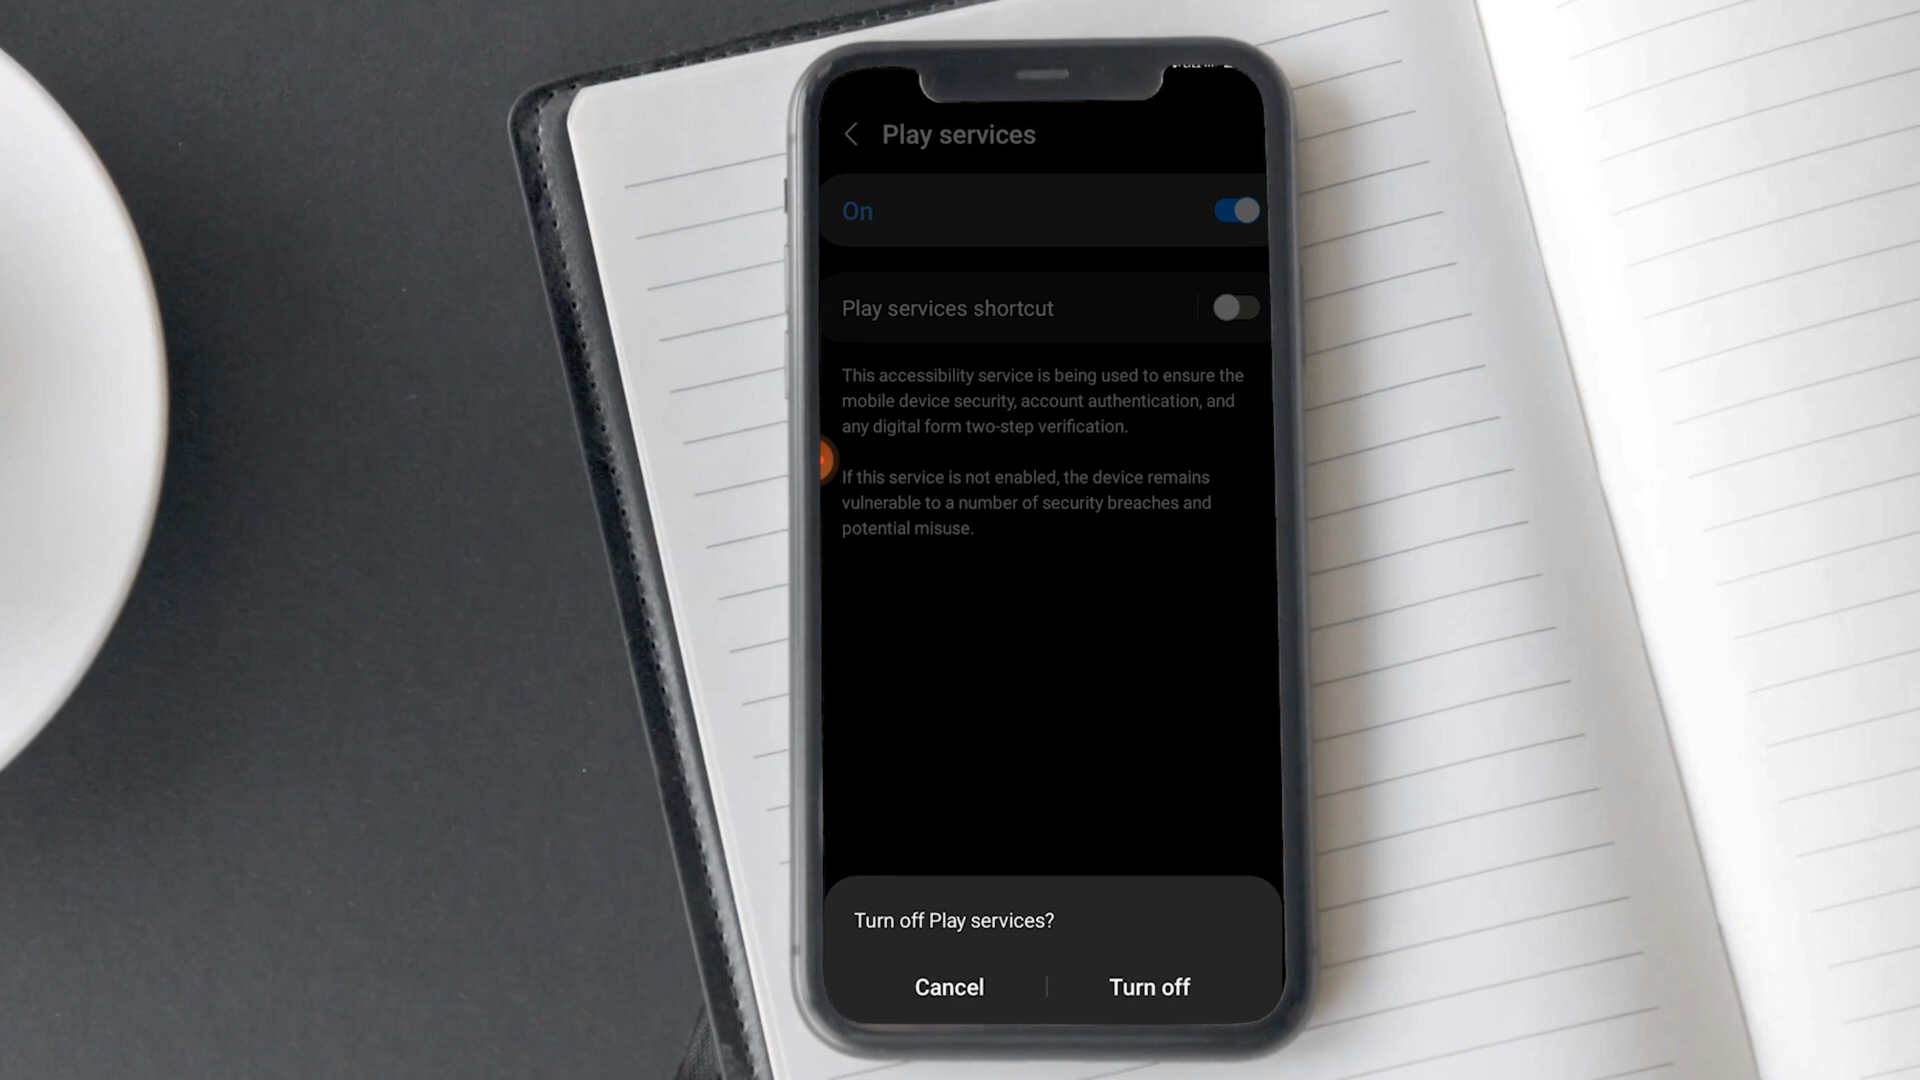 Play services
On
Play services shortcut
This accessibility service is being used to ensure the
mobile device security, account authentication, and
any digital form two-step verification.
If this service is not enabled, the device remains
vulnerable to a number of security breaches and
potential misuse.
Turn off Play services?
Cancel
Turn off